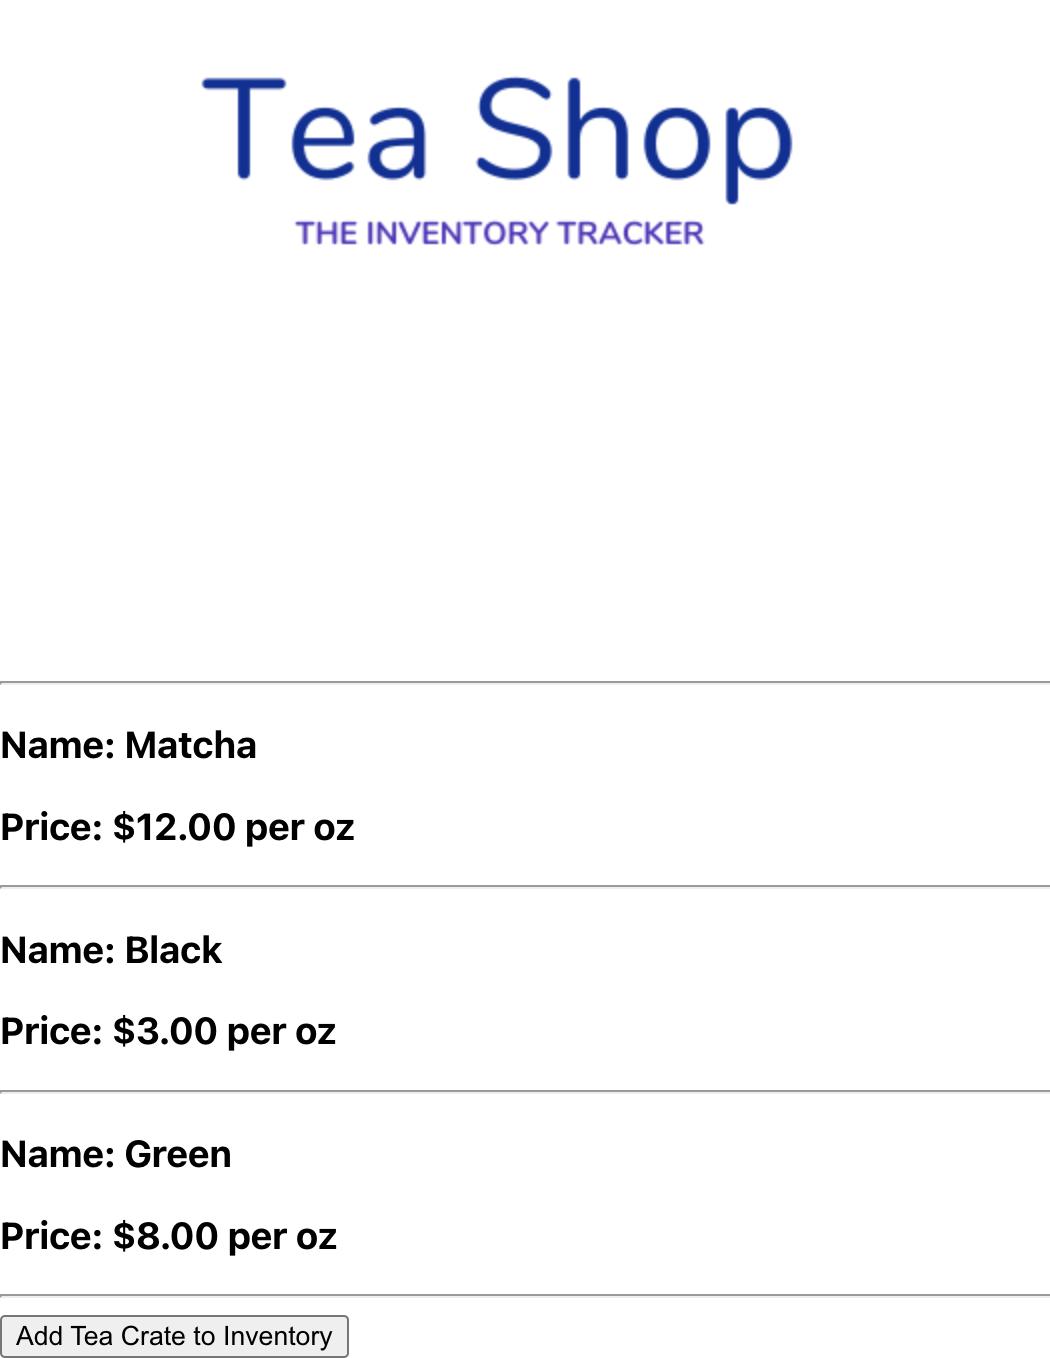 Tea Shop
THE INVENTORY TRACKER
Name: Matcha
Price: $12.00 per oz
Name: Black
Price: $3.00 per oz
Name: Green
Price: $8.00 per oz
Add Tea Crate to Inventory